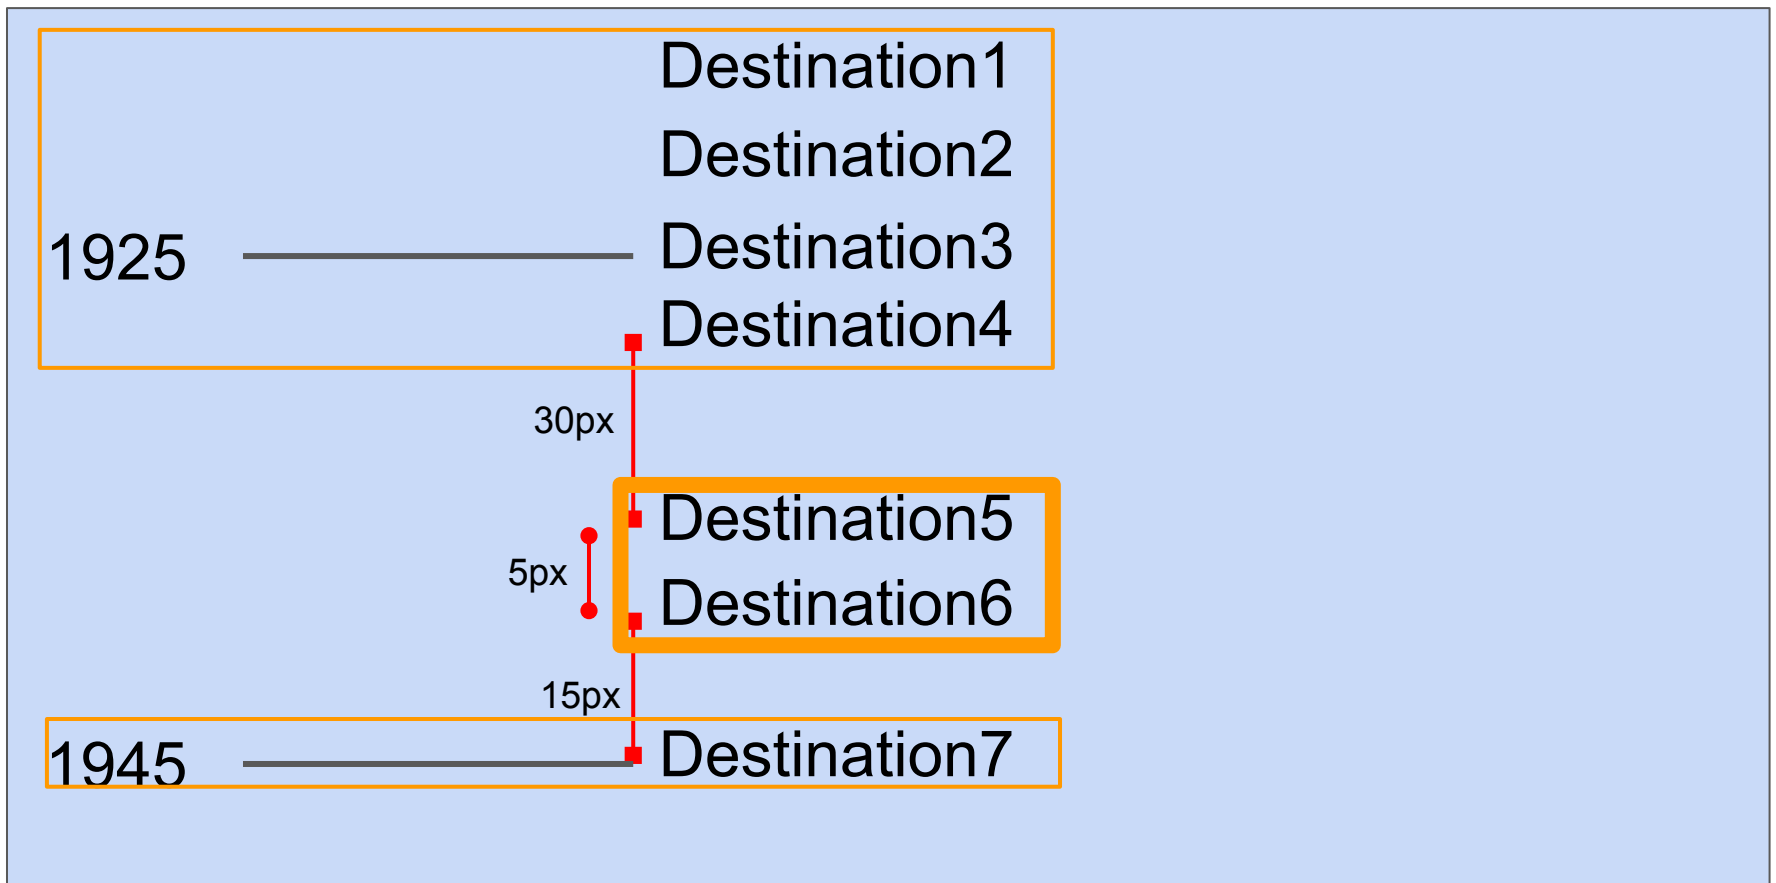 Destination1
Destination2
1925 Destination3
Destination4
30px
Destination5
5px
Destination6
15px
1945 Destination7